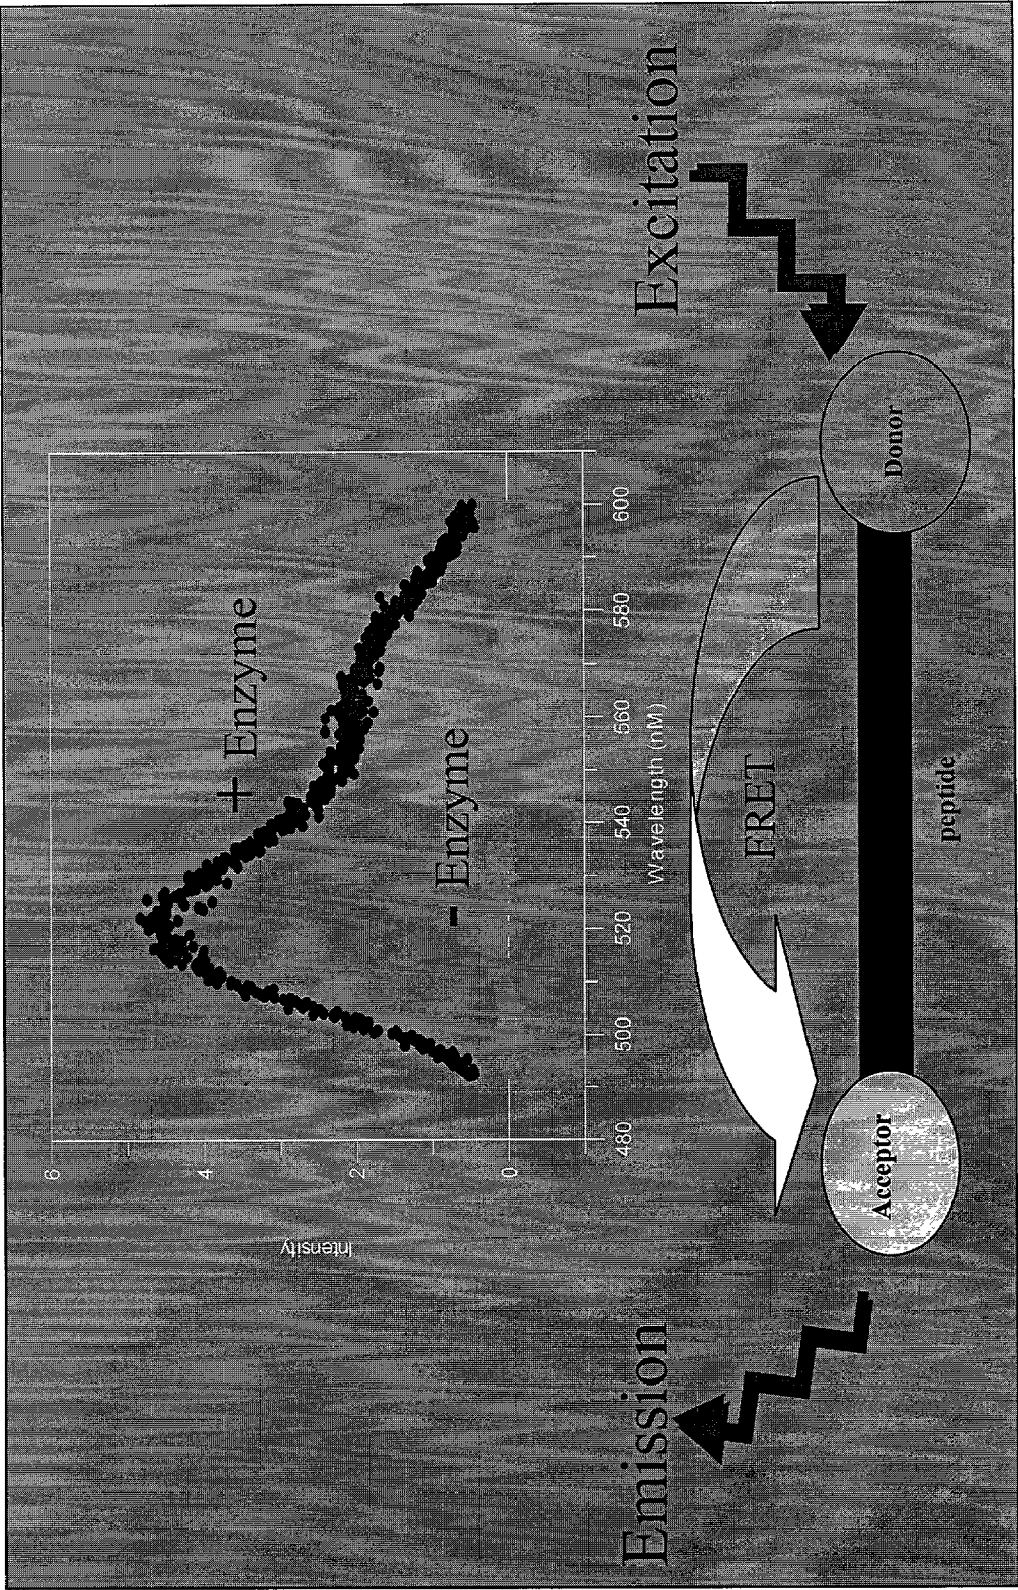 + Enzyme
- Enzyme
Intensity
6
4
2
0
480
500
520
540
560
580
600
Wavelength (nM)
Emission
Excitation
FRET
Acceptor
Donor
peptide